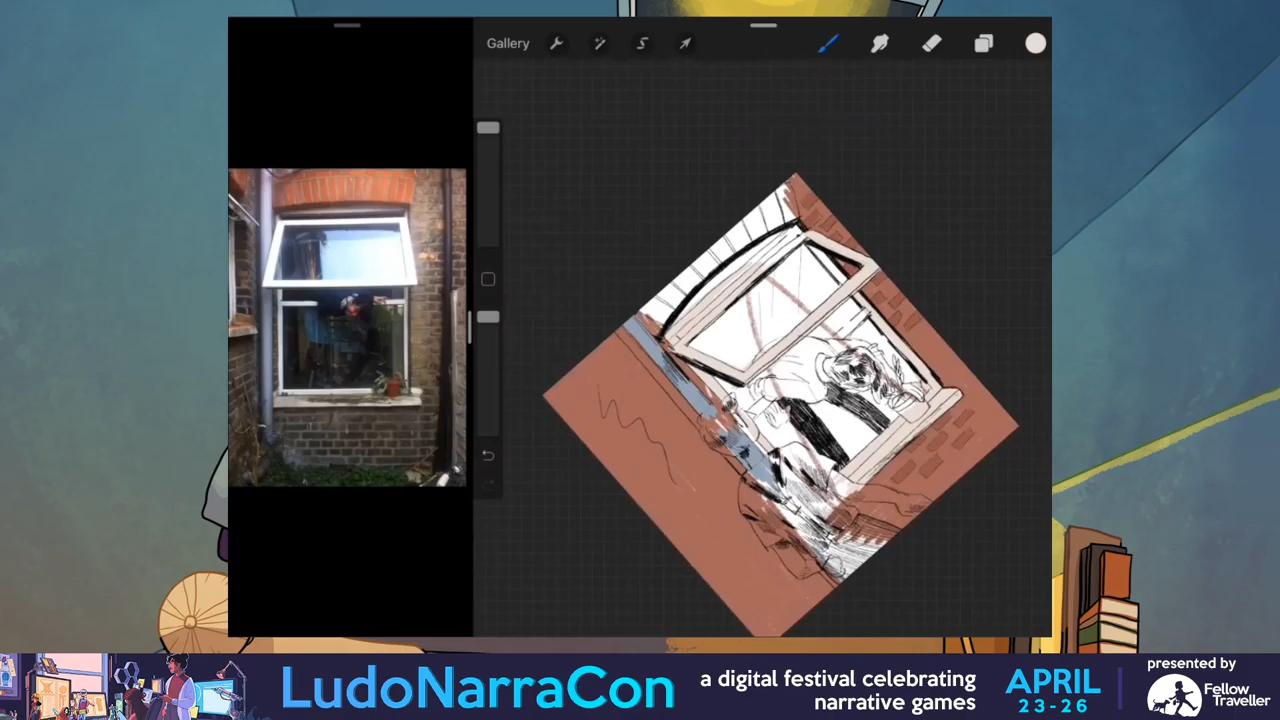 Gallery
LudoNarraCon
a digital festival celebrating
narrative games
APRIL
23-26
presented by
Fellow
Traveller